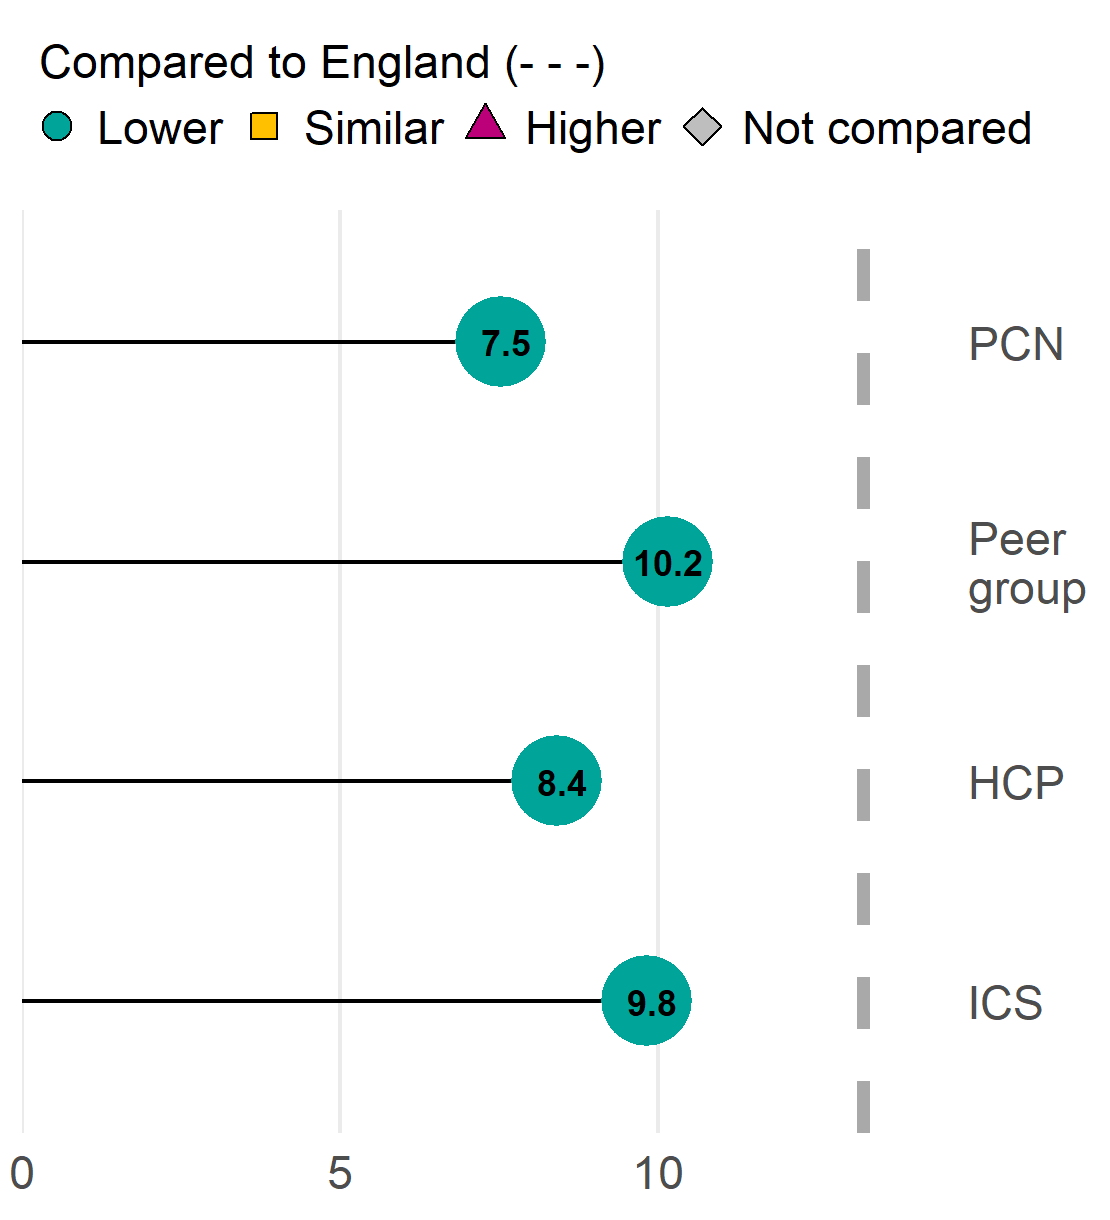 Compared to England (- - -)
Lower Similar Higher Not compared
7.5 PCN
Peer
10.2 group
8.4 HCP
9.8 ICS
0 5 10